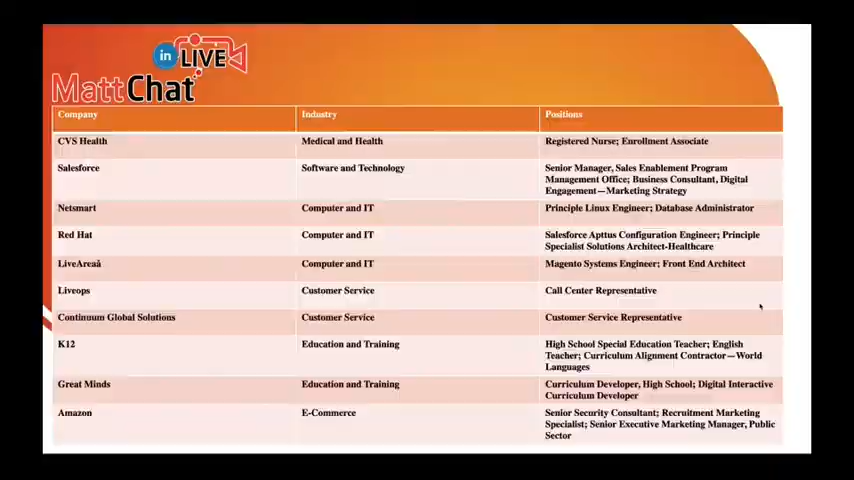 in LIVE
MattChat
Company Industry Positions
CVS Health Medical and Health Registered Nurse; Enrollment Associate
Salesforce Software and Technology Senior Manager, Sales Enablement Program
Management Office; Business Consultant, Digital
Engagement—Marketing Strategy
Netsmart Computer and IT Principle Linux Engineer; Database Administrator
Red Hat Computer and IT Salesforce Apttus Configuration Engineer; Principle
Specialist Solutions Architect-Healthcare
LiveAreaå Computer and IT Magento Systems Engineer; Front End Architect
Liveops Customer Service Call Center Representative
Continuum Global Solutions Customer Service Customer Service Representative
K12 Education and Training High School Special Education Teacher; English
Teacher; Curriculum Alignment Contractor—World
Languages
Great Minds Education and Training Curriculum Developer, High School; Digital Interactive
Curriculum Developer
Amazon E-Commerce Senior Security Consultant; Recruitment Marketing
Specialist; Senior Executive Marketing Manager, Public
Sector